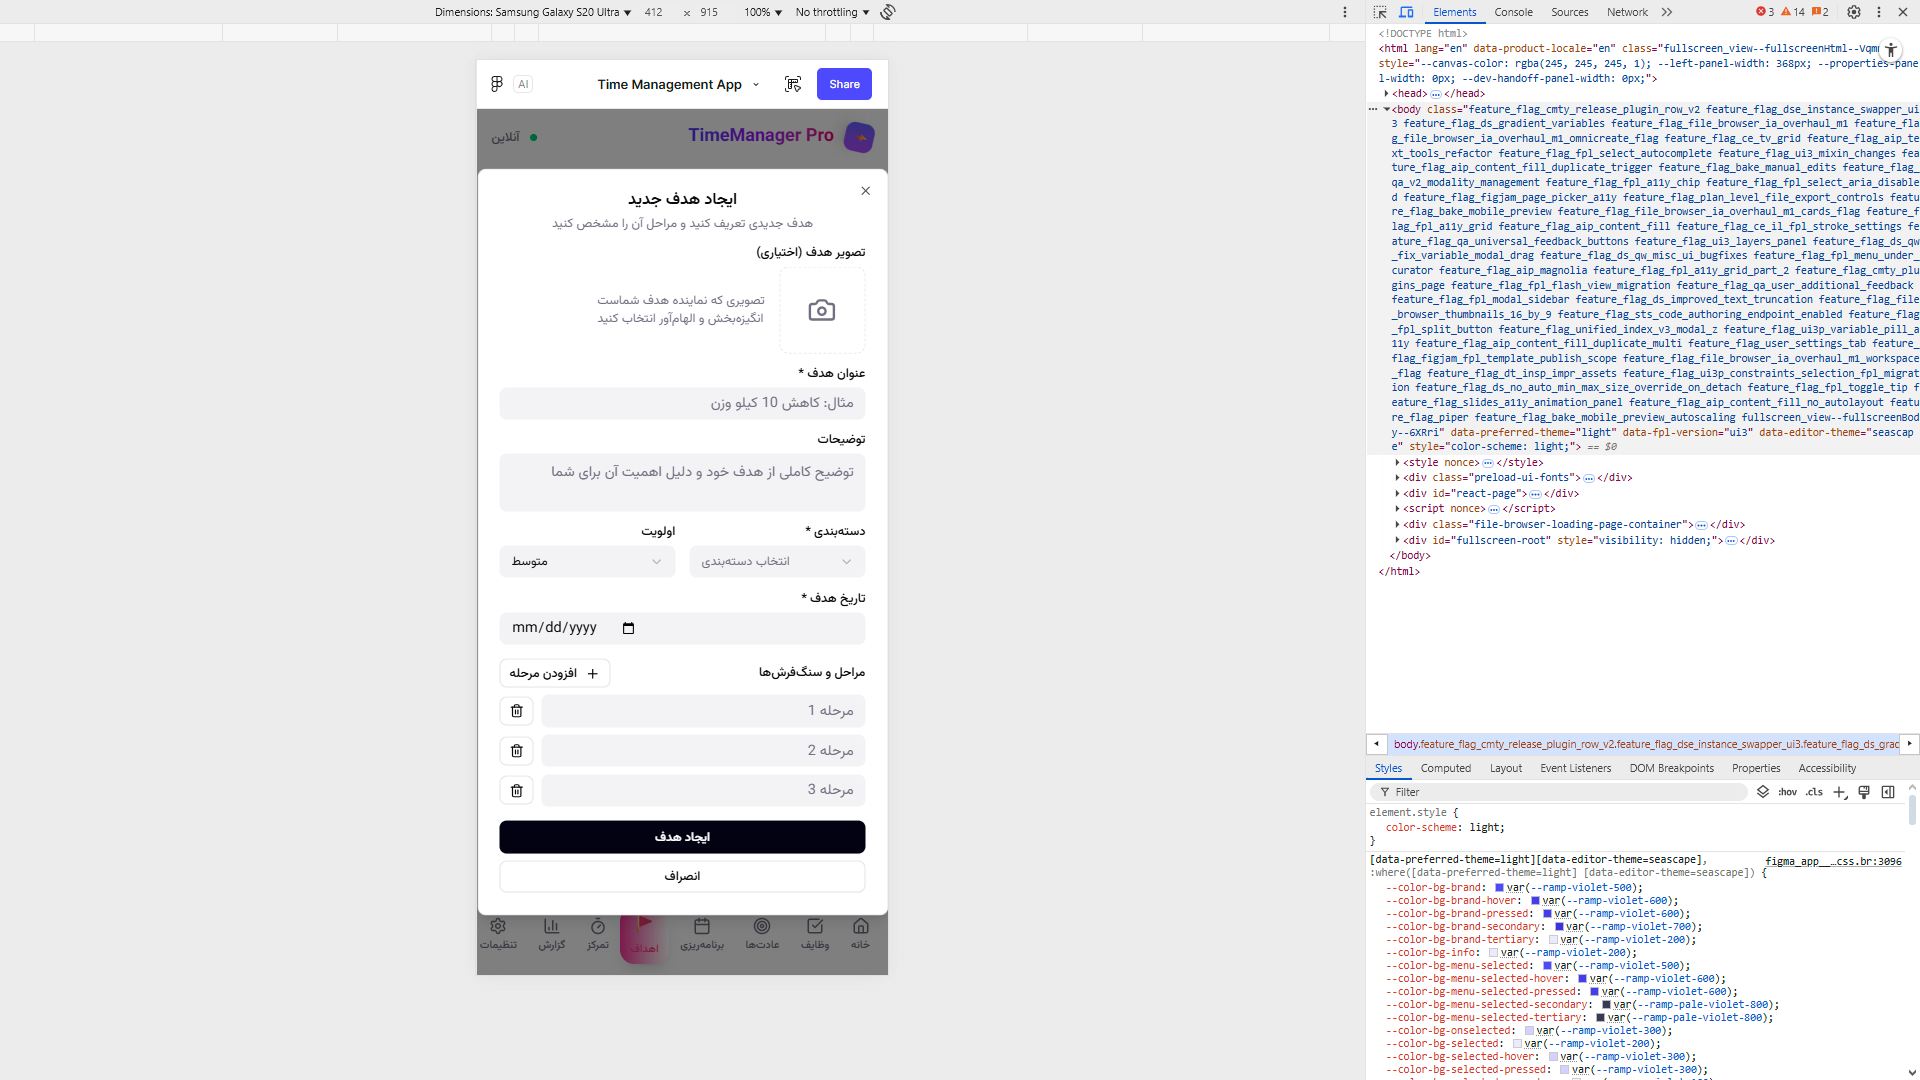 Dimensions: Samsung Galaxy S20 Ultra ▼ 412 × 915 100% ▼ No throttling ▼
AI Time Management App Share
آنلاین TimeManager Pro
ایجاد هدف جدید
هدف جدیدی تعریف کنید و مراحل آن را مشخص کنید
تصویر هدف (اختیاری)
تصویری که نماینده هدف شماست
انگیزه‌بخش و الهام‌آور انتخاب کنید
عنوان هدف *
مثال: کاهش 10 کیلو وزن
توضیحات
توضیح کاملی از هدف خود و دلیل اهمیت آن برای شما
دسته‌بندی * اولویت
انتخاب دسته‌بندی متوسط
تاریخ هدف *
mm/dd/yyyy
مراحل و سنگ‌فرش‌ها + افزودن مرحله
مرحله 1
مرحله 2
مرحله 3
ایجاد هدف
انصراف
خانه وظایف عادت‌ها برنامه‌ریزی اهداف تمرکز گزارش تنظیمات
Elements Console Sources Network 3 14 2
<!DOCTYPE html>
<html lang="en" data-product-locale="en" class="fullscreen_view--fullscreenHtml--Vqm
style="--canvas-color: rgba(245, 245, 245, 1); --left-panel-width: 368px; --properties-pane
l-width: 0px; --dev-handoff-panel-width: 0px;">
<head> </head>
<body class="feature_flag_cmty_release_plugin_row_v2 feature_flag_dse_instance_swapper_ui
3 feature_flag_ds_gradient_variables feature_flag_file_browser_ia_overhaul_m1 feature_fla
g_file_browser_ia_overhaul_m1_omnicreate_flag feature_flag_ce_tv_grid feature_flag_aip_te
xt_tools_refactor feature_flag_fpl_select_autocomplete feature_flag_ui3_mixin_changes fea
ture_flag_aip_content_fill_duplicate_trigger feature_flag_bake_manual_edits feature_flag_
qa_v2_modality_management feature_flag_fpl_a11y_chip feature_flag_fpl_select_aria_disable
d feature_flag_figjam_page_picker_a11y feature_flag_plan_level_file_export_controls featu
re_flag_bake_mobile_preview feature_flag_file_browser_ia_overhaul_m1_cards_flag feature_f
lag_fpl_a11y_grid feature_flag_aip_content_fill feature_flag_ce_il_fpl_stroke_settings fe
ature_flag_qa_universal_feedback_buttons feature_flag_ui3_layers_panel feature_flag_ds_qw
_fix_variable_modal_drag feature_flag_ds_qw_misc_ui_bugfixes feature_flag_fpl_menu_under_
curator feature_flag_aip_magnolia feature_flag_fpl_a11y_grid_part_2 feature_flag_cmty_plu
gins_page feature_flag_fpl_flash_view_migration feature_flag_qa_user_additional_feedback
feature_flag_fpl_modal_sidebar feature_flag_ds_improved_text_truncation feature_flag_file
_browser_thumbnails_16_by_9 feature_flag_sts_code_authoring_endpoint_enabled feature_flag
_fpl_split_button feature_flag_unified_index_v3_modal_z feature_flag_ui3p_variable_pill_a
11y feature_flag_aip_content_fill_duplicate_multi feature_flag_user_settings_tab feature_
flag_figjam_fpl_template_publish_scope feature_flag_file_browser_ia_overhaul_m1_workspace
_flag feature_flag_dt_insp_impr_assets feature_flag_ui3p_constraints_selection_fpl_migrat
ion feature_flag_ds_no_auto_min_max_size_override_on_detach feature_flag_fpl_toggle_tip f
eature_flag_slides_a11y_animation_panel feature_flag_aip_content_fill_no_autolayout featu
re_flag_piper feature_flag_bake_mobile_preview_autoscaling fullscreen_view--fullscreenBod
y--6XRri" data-preferred-theme="light" data-fpl-version="ui3" data-editor-theme="seascap
e" style="color-scheme: light;"> == $0
<style nonce> </style>
<div class="preload-ui-fonts"> </div>
<div id="react-page"> </div>
<script nonce> </script>
<div class="file-browser-loading-page-container"> </div>
<div id="fullscreen-root" style="visibility: hidden;"> </div>
</body>
</html>
body.feature_flag_cmty_release_plugin_row_v2.feature_flag_dse_instance_swapper_ui3.feature_flag_ds_grac
Styles Computed Layout Event Listeners DOM Breakpoints Properties Accessibility
Filter :hov .cls
element.style {
color-scheme: light;
}
[data-preferred-theme=light][data-editor-theme=seascape], figma_app__…css.br:3096
:where([data-preferred-theme=light] [data-editor-theme=seascape]) {
--color-bg-brand: var(--ramp-violet-500);
--color-bg-brand-hover: var(--ramp-violet-600);
--color-bg-brand-pressed: var(--ramp-violet-600);
--color-bg-brand-secondary: var(--ramp-violet-700);
--color-bg-brand-tertiary: var(--ramp-violet-200);
--color-bg-info: var(--ramp-violet-200);
--color-bg-menu-selected: var(--ramp-violet-500);
--color-bg-menu-selected-hover: var(--ramp-violet-600);
--color-bg-menu-selected-pressed: var(--ramp-violet-600);
--color-bg-menu-selected-secondary: var(--ramp-pale-violet-800);
--color-bg-menu-selected-tertiary: var(--ramp-pale-violet-800);
--color-bg-onselected: var(--ramp-violet-300);
--color-bg-selected: var(--ramp-violet-200);
--color-bg-selected-hover: var(--ramp-violet-300);
--color-bg-selected-pressed: var(--ramp-violet-300);